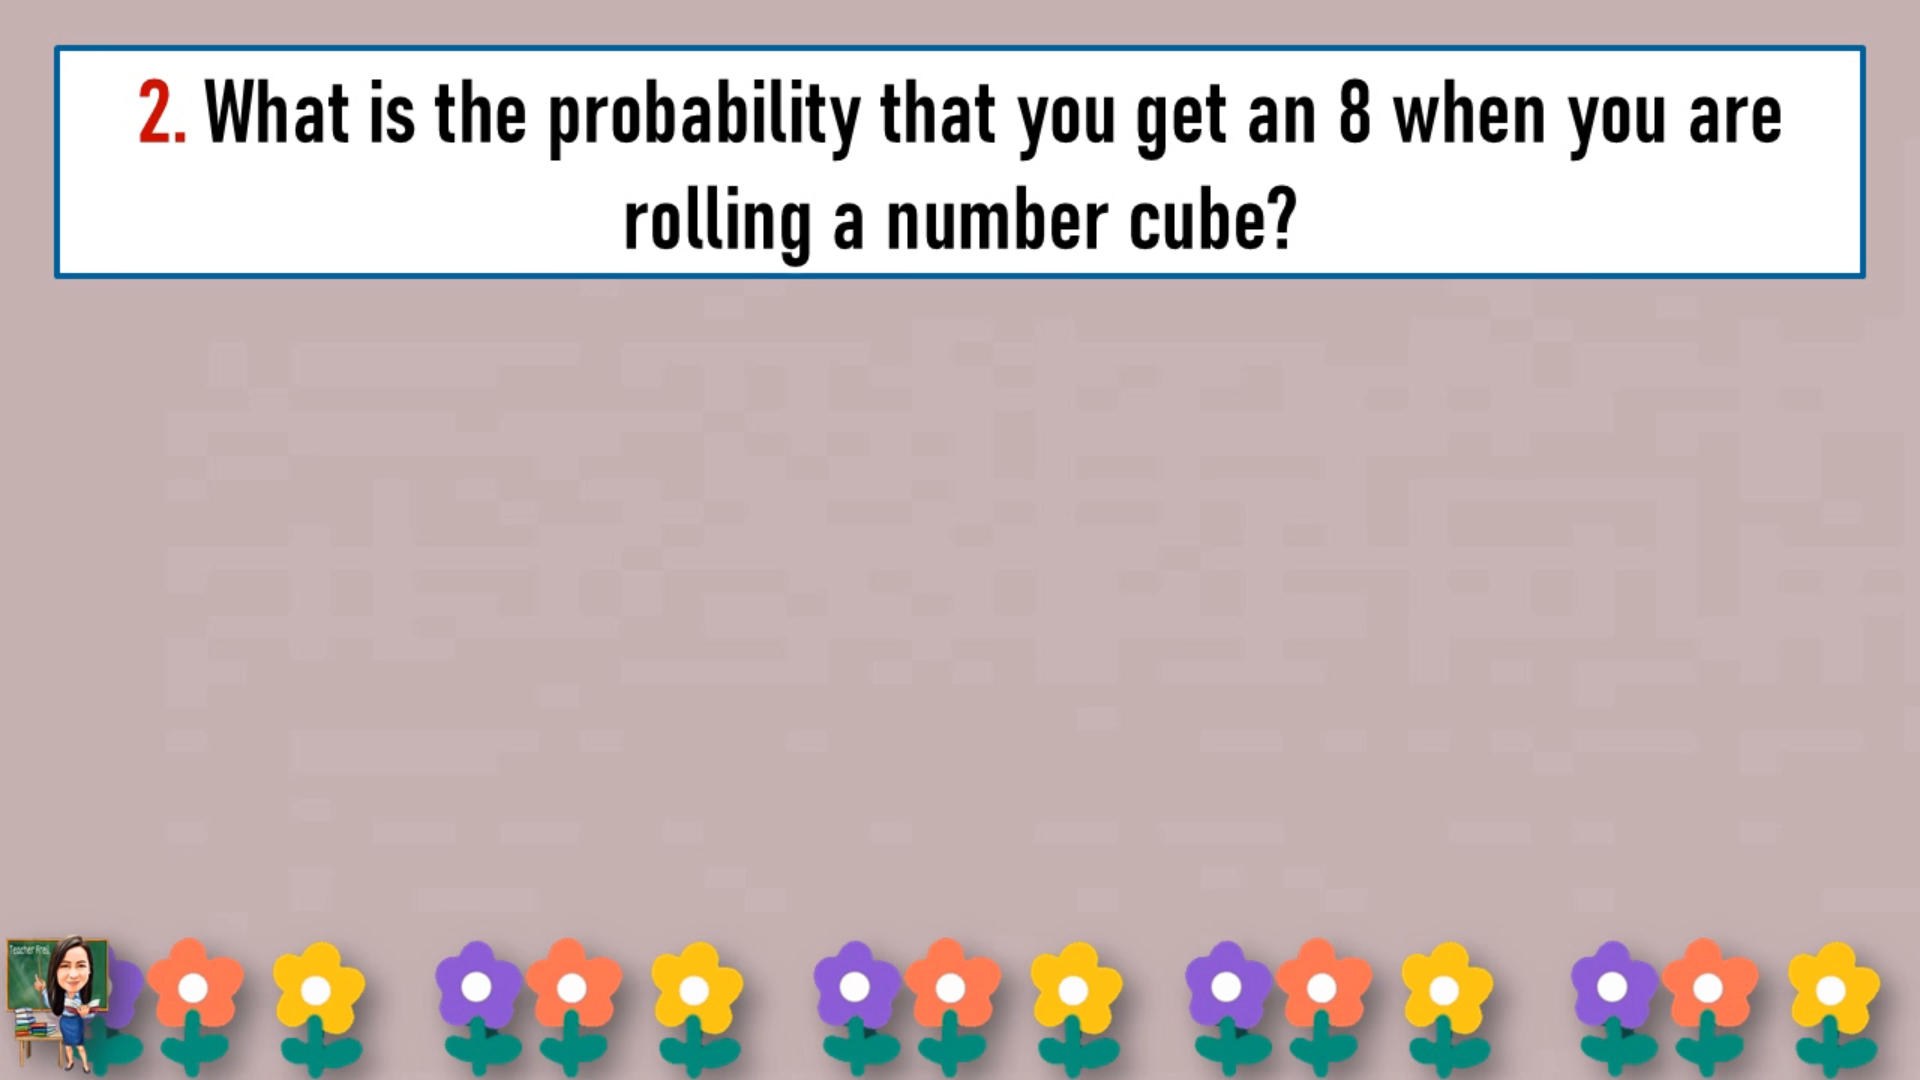 2. What is the probability that you get an 8 when you are
rolling a number cube?